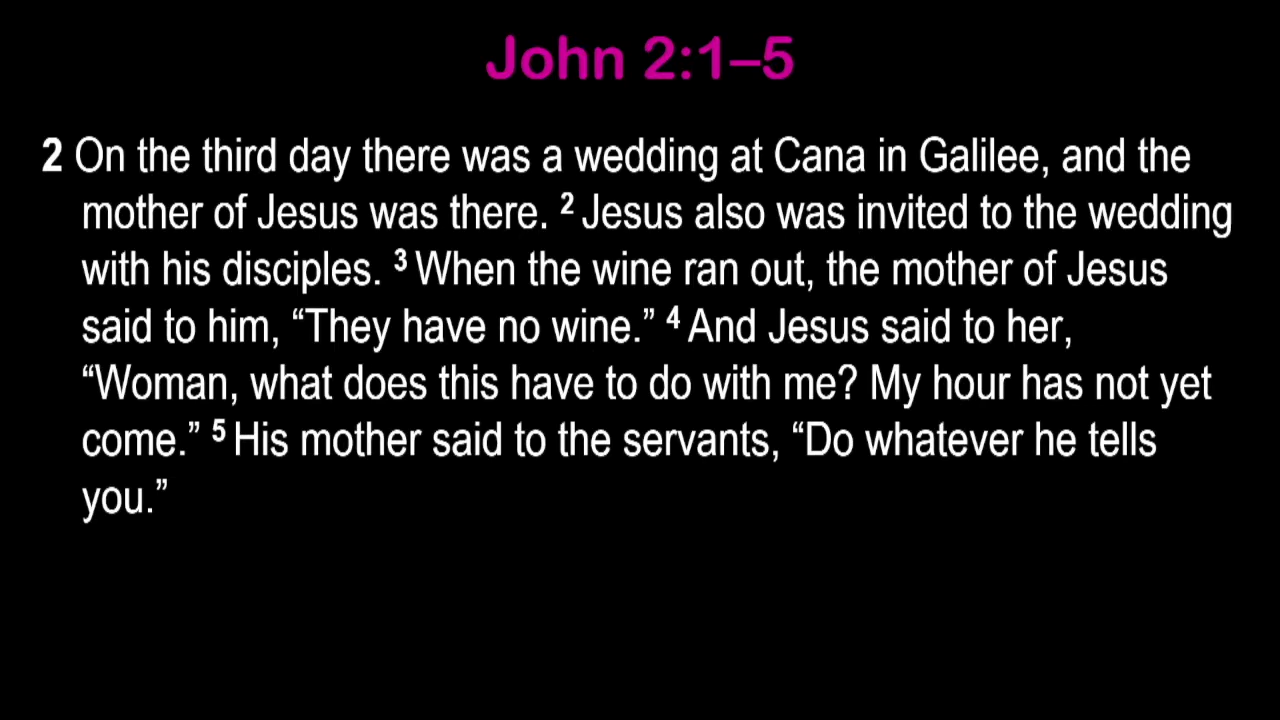 John 2:1–5
2 On the third day there was a wedding at Cana in Galilee, and the
mother of Jesus was there. 2 Jesus also was invited to the wedding
with his disciples. 3 When the wine ran out, the mother of Jesus
said to him, “They have no wine.” 4 And Jesus said to her,
“Woman, what does this have to do with me? My hour has not yet
come.” 5 His mother said to the servants, “Do whatever he tells
you.”